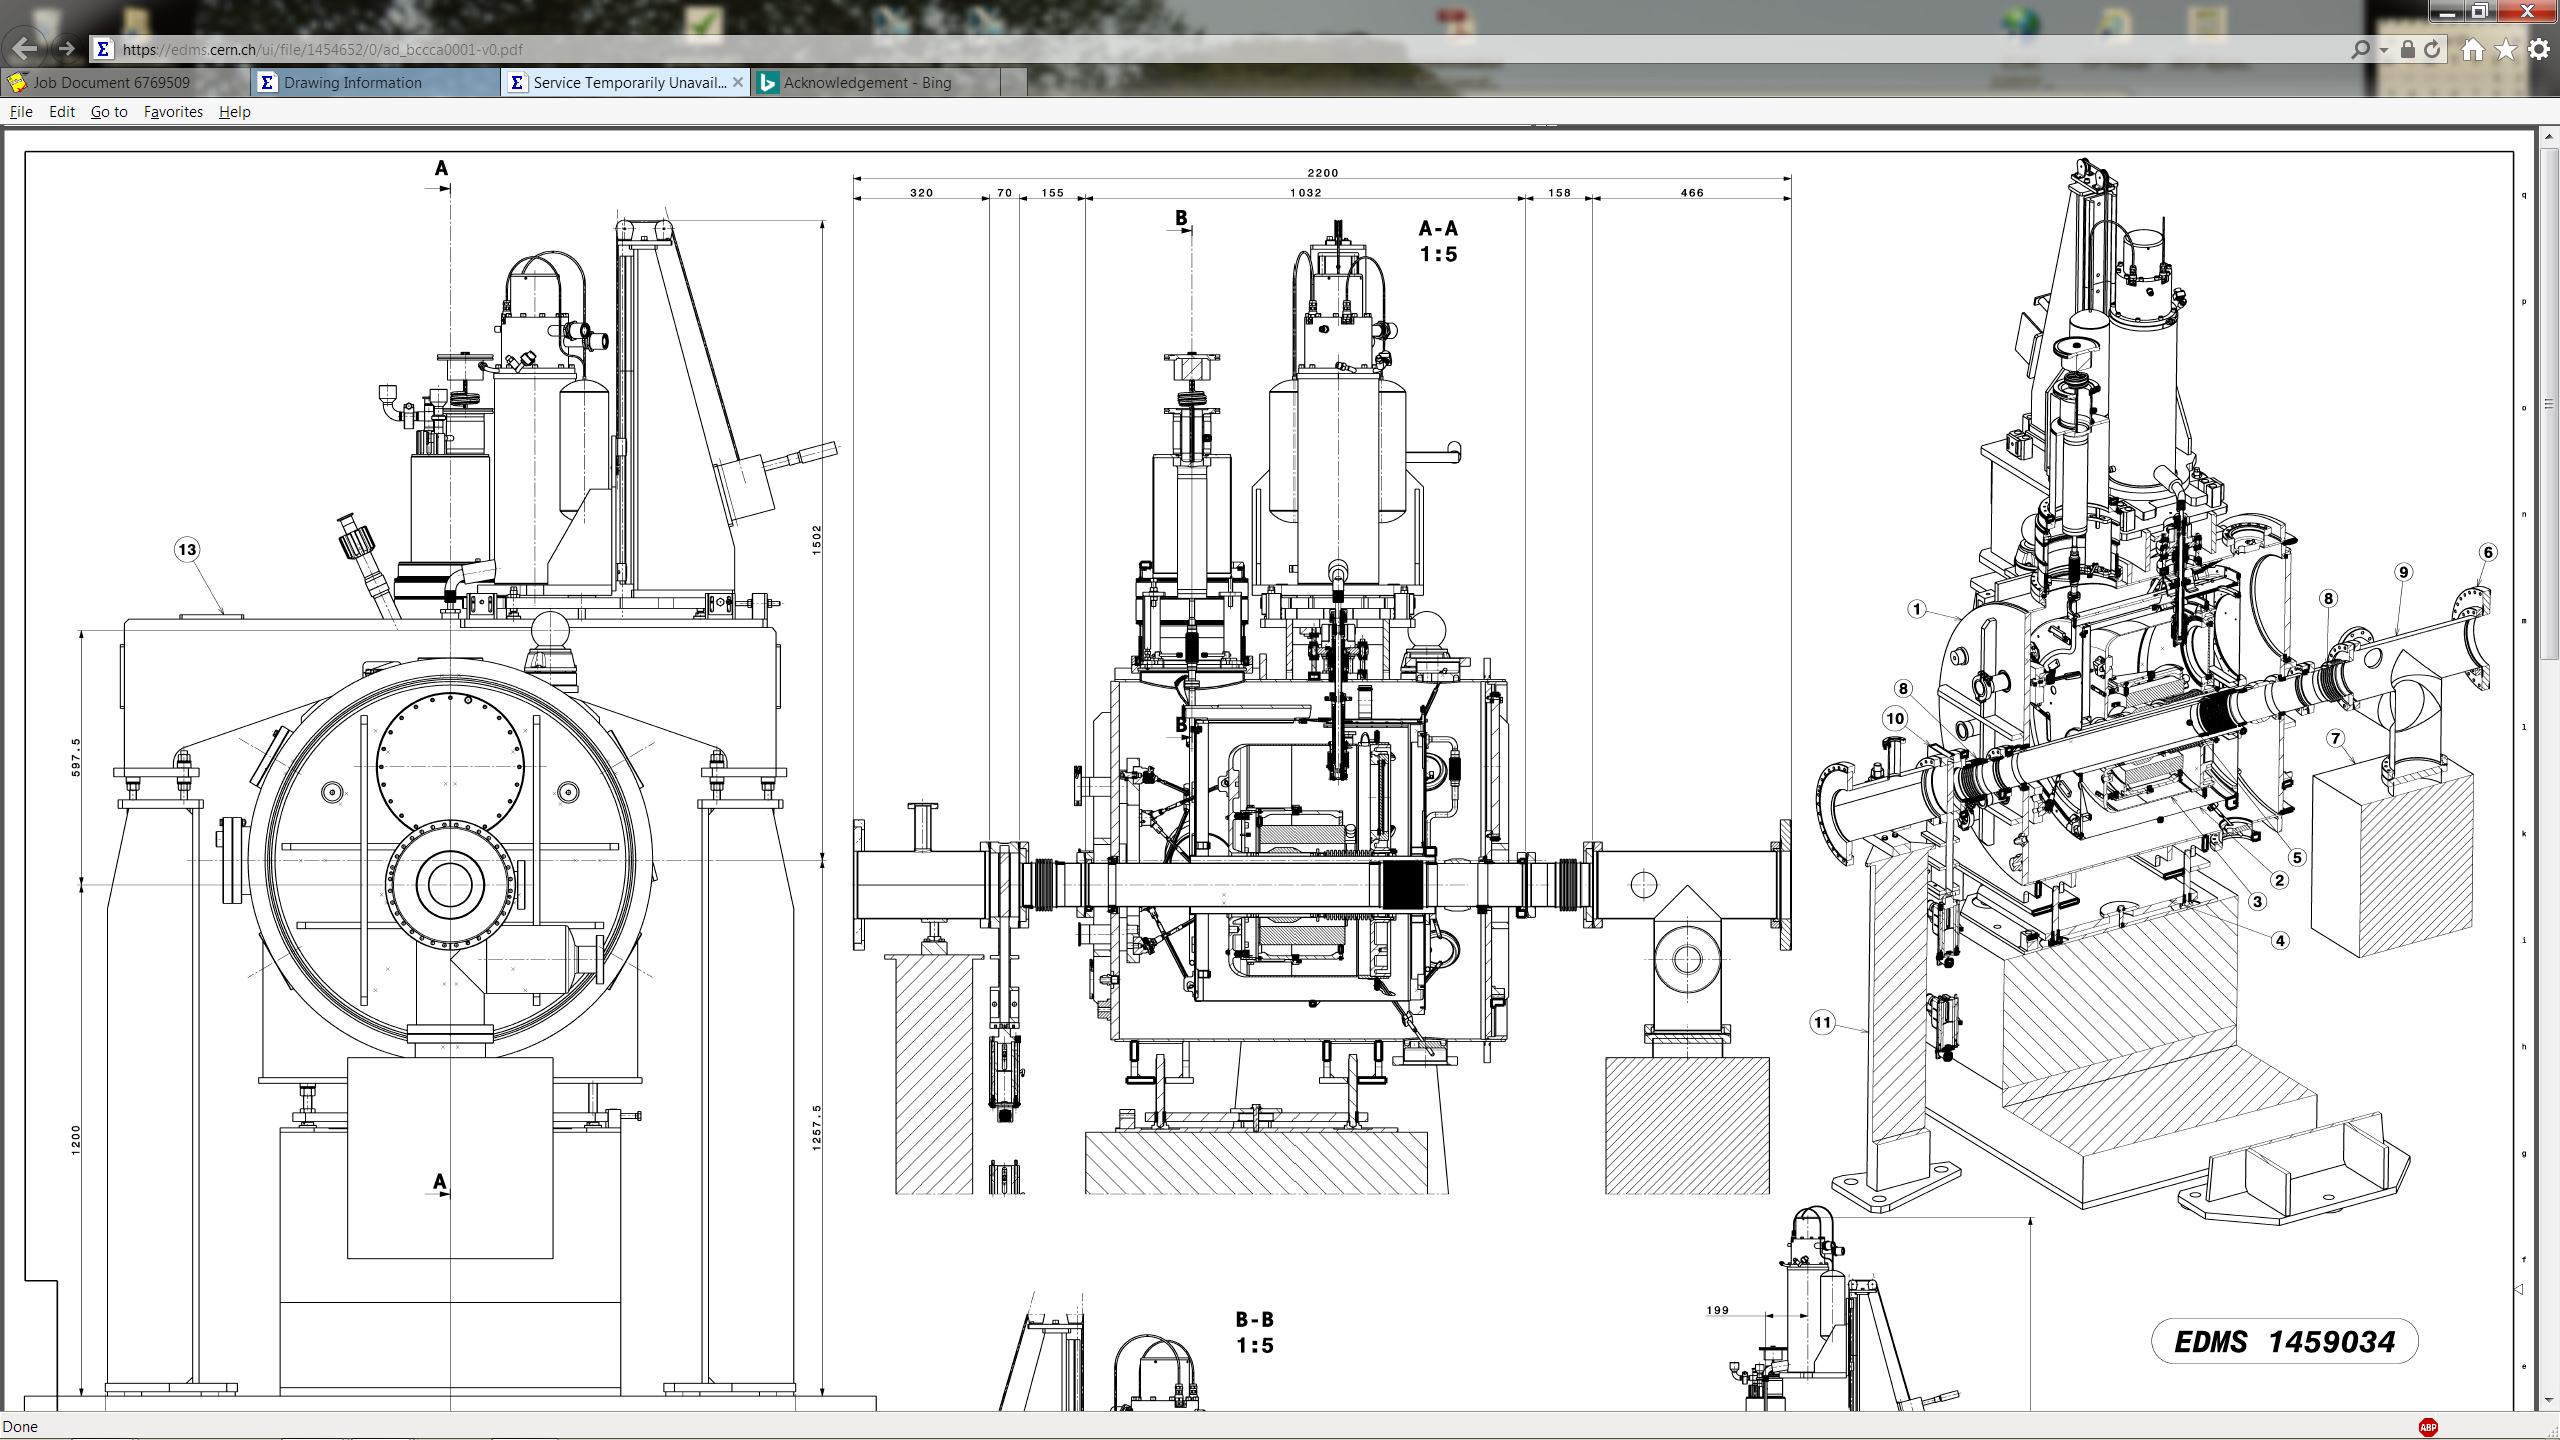 https://edms.cern.ch/ui/file/1454652/0/ad_bccca0001-v0.pdf
Job Document 6769509
Drawing Information
Service Temporarily Unavail...
Acknowledgement - Bing
File Edit Go to Favorites Help
A
2200
320 70 155 1032 158 466
B
A-A
1:5
q
p
o
n
m
l
k
i
h
g
f
e
1502
13
597.5
B
1200
1257.5
A
6
9
8
1
8
10
7
5
2
3
4
11
199
B-B
1:5
EDMS 1459034
Done
ABP